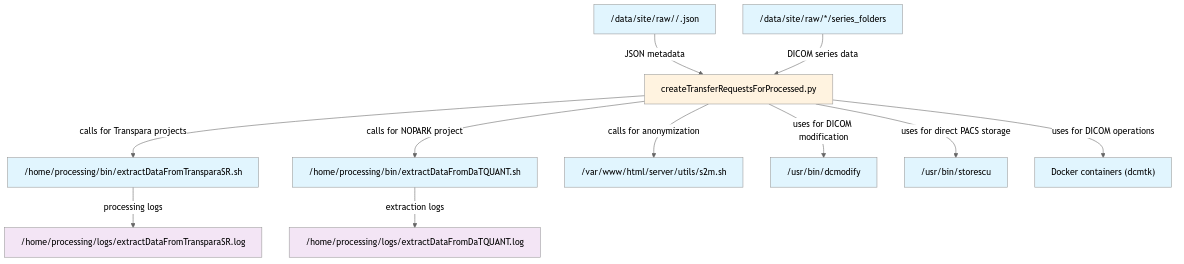 /data/site/raw//.json
/data/site/raw/*/series_folders
JSON metadata
DICOM series data
createTransferRequestsForProcessed.py
calls for Transpara projects
calls for NOPARK project
calls for anonymization
uses for DICOM
modification
uses for direct PACS storage
uses for DICOM operations
/home/processing/bin/extractDataFromTransparaSR.sh
/home/processing/bin/extractDataFromDaTQUANT.sh
/var/www/html/server/utils/s2m.sh
/usr/bin/dcmodify
/usr/bin/storescu
Docker containers (dcmtk)
processing logs
extraction logs
/home/processing/logs/extractDataFromTransparaSR.log
/home/processing/logs/extractDataFromDaTQUANT.log